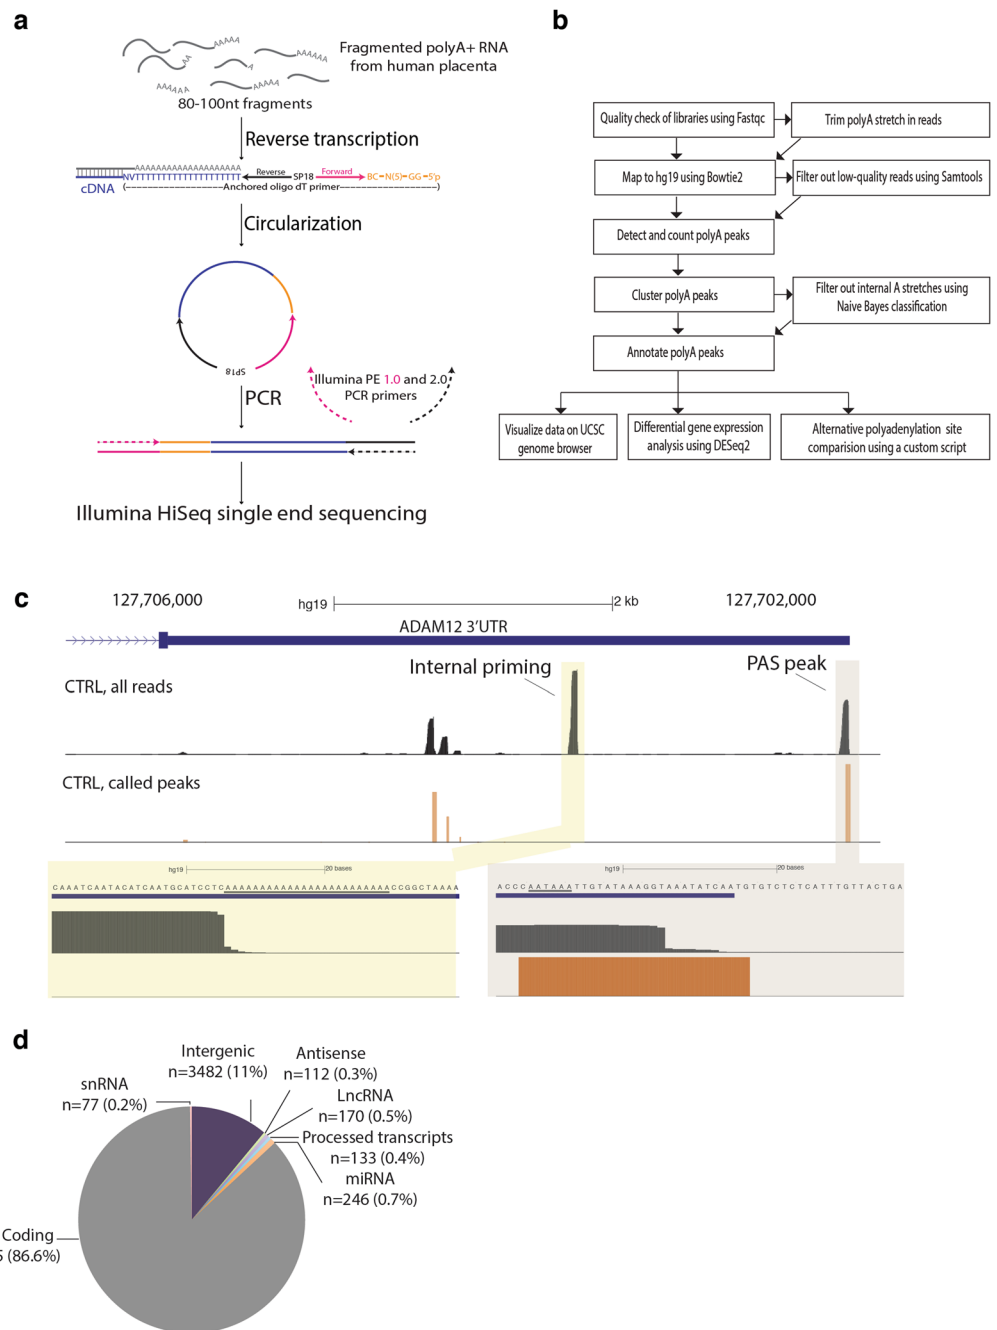 a
AAAAA
AA
AAAAAA
A
AAAAAA
AAAAA
Fragmented polyA+ RNA
from human placenta
80-100nt fragments
Reverse transcription
cDNA
Reverse
SP18
Forward
BC-N(5)-GG-5'p
Anchored oligo dT primer
Circularization
SP18
PCR
Illumina PE 1.0 and 2.0
PCR primers
Illumina HiSeq single end sequencing
b
Quality check of libraries using Fastqc
Trim polyA stretch in reads
Map to hg19 using Bowtie2
Filter out low-quality reads using Samtools
Detect and count polyA peaks
Cluster polyA peaks
Filter out internal A stretches using
Naive Bayes classification
Annotate polyA peaks
Visualize data on UCSC
genome browser
Differential gene expression
analysis using DESeq2
Alternative polyadenylation site
comparision using a custom script
c
127,706,000
hg19
2 kb
127,702,000
ADAM12 3'UTR
Internal priming
PAS peak
CTRL, all reads
CTRL, called peaks
hg19
20 bases
hg19
20 bases
ACCCAATAAATTGTATAAAGGTAAATATCAATGTGTCTCTCATTTGTTACTGA
d
Intergenic
n=3482 (11%)
Antisense
n=112 (0.3%)
snRNA
n=77 (0.2%)
LncRNA
n=170 (0.5%)
Processed transcripts
n=133 (0.4%)
miRNA
n=246 (0.7%)
Coding
(86.6%)